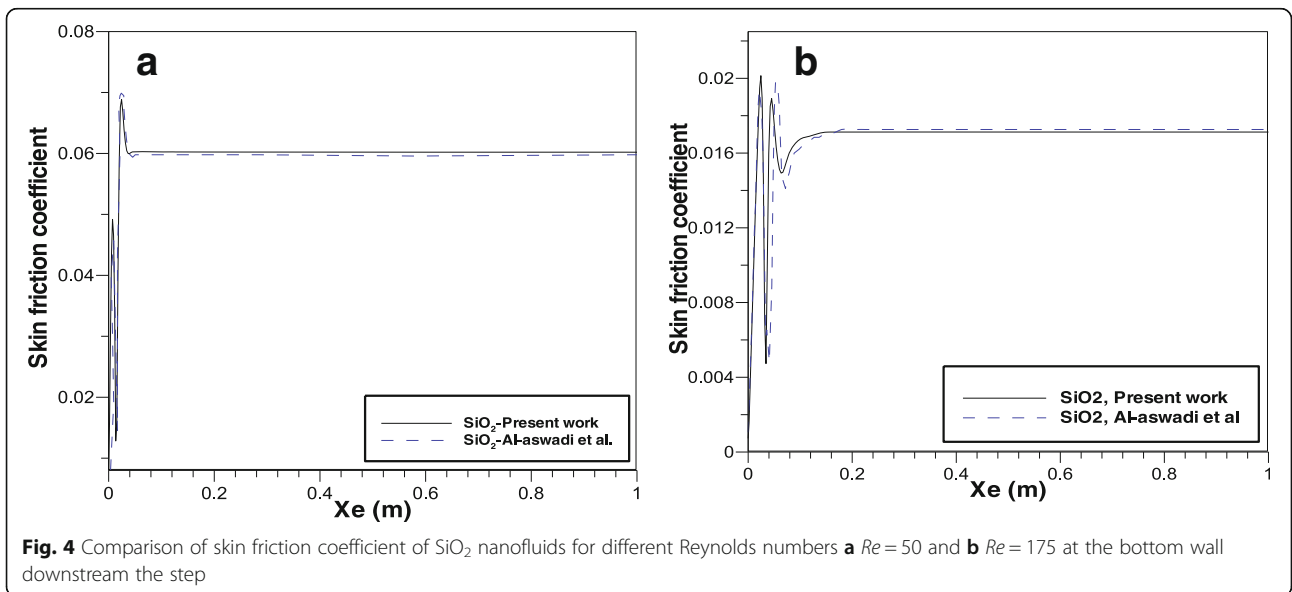 a
0.08
0.06
0.04
0.02
0
0.2
0.4
0.6
0.8
1
Skin friction coefficient
Xe (m)
SiO₂-Present work
SiO₂-Al-aswadi et al.
b
0.02
0.016
0.012
0.008
0.004
0
0
0.2
0.4
0.6
0.8
1
Skin friction coefficient
Xe (m)
SiO2, Present work
SiO2, Al-aswadi et al
Fig. 4 Comparison of skin friction coefficient of SiO₂ nanofluids for different Reynolds numbers a Re = 50 and b Re = 175 at the bottom wall
downstream the step